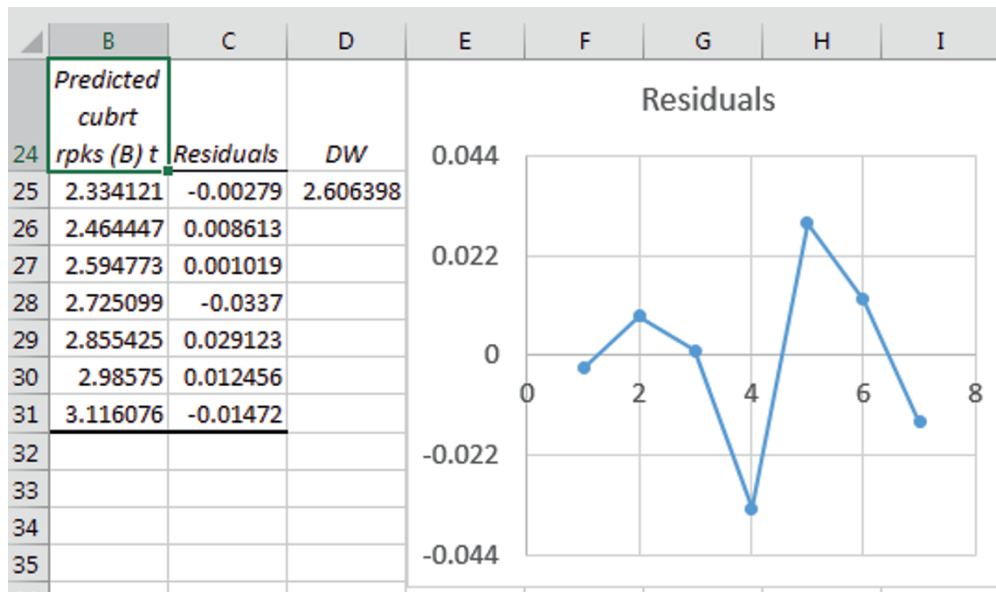 B C D E F G H I
Predicted
cubrt
24 rpks (B) t Residuals DW
25 2.334121 -0.00279 2.606398
26 2.464447 0.008613
27 2.594773 0.001019
28 2.725099 -0.0337
29 2.855425 0.029123
30 2.98575 0.012456
31 3.116076 -0.01472
32
33
34
35
Residuals
0.044
0.022
0
-0.022
-0.044
0 2 4 6 8